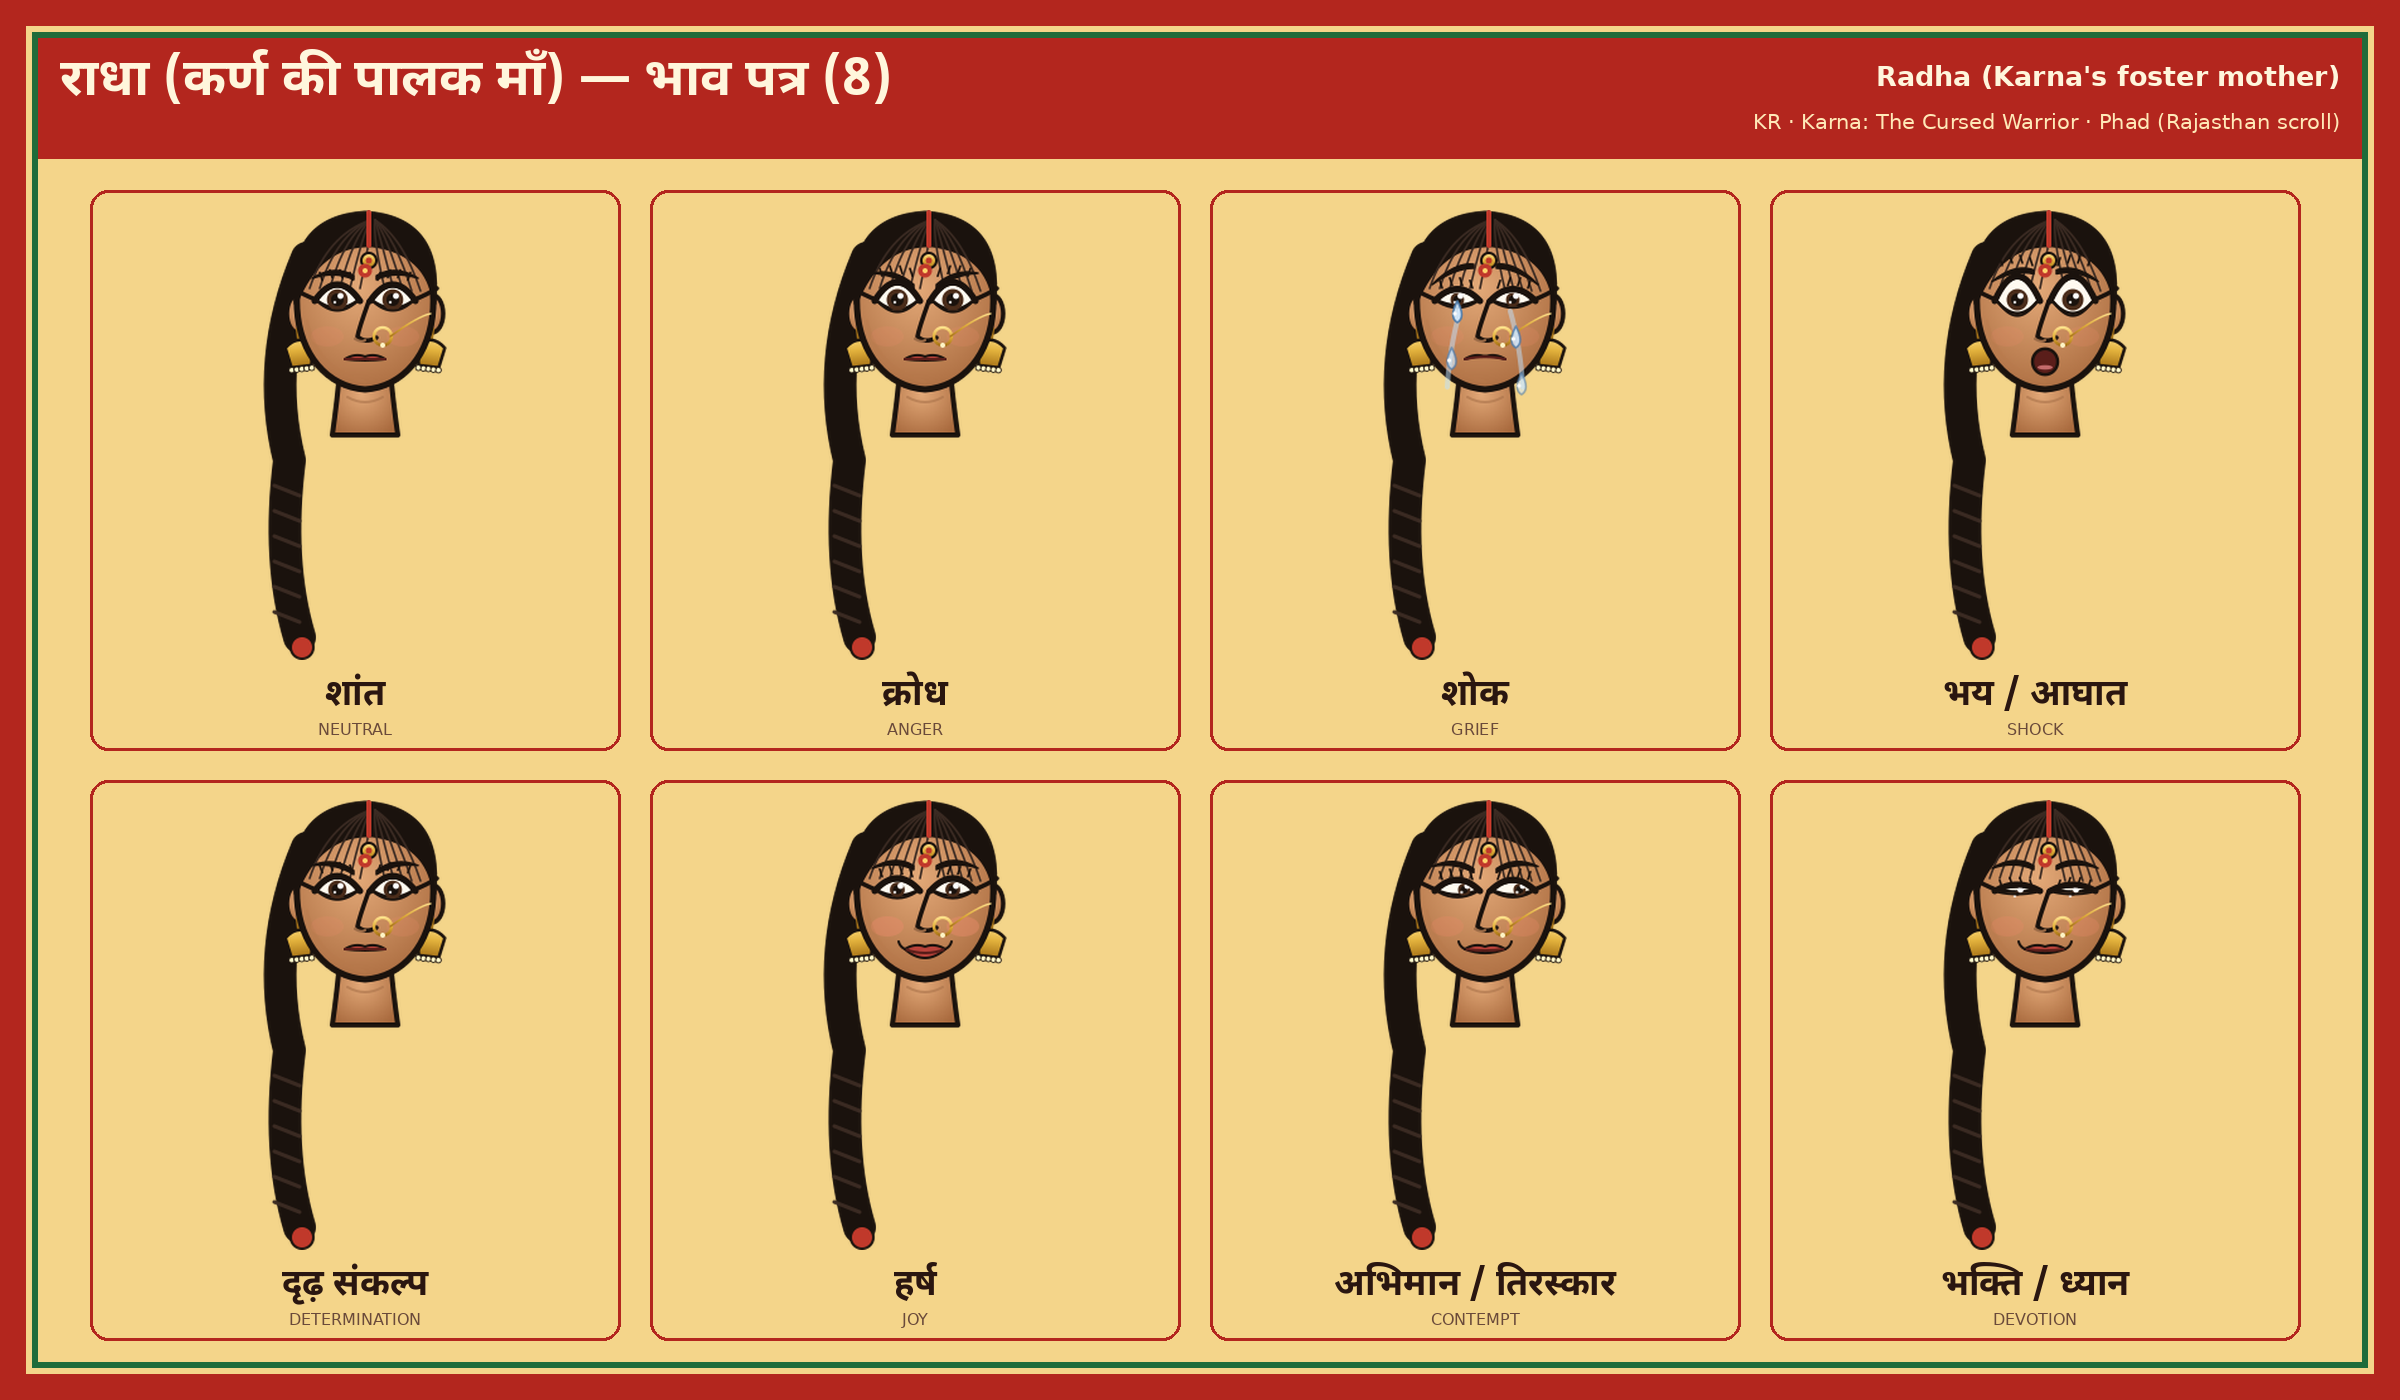 राधा (कर्ण की पालक माँ) — भाव पत्र (8)
Radha (Karna's foster mother)
KR · Karna: The Cursed Warrior · Phad (Rajasthan scroll)
शांत
NEUTRAL
क्रोध
ANGER
शोक
GRIEF
भय / आघात
SHOCK
दृढ़ संकल्प
DETERMINATION
हर्ष
JOY
अभिमान / तिरस्कार
CONTEMPT
भक्ति / ध्यान
DEVOTION